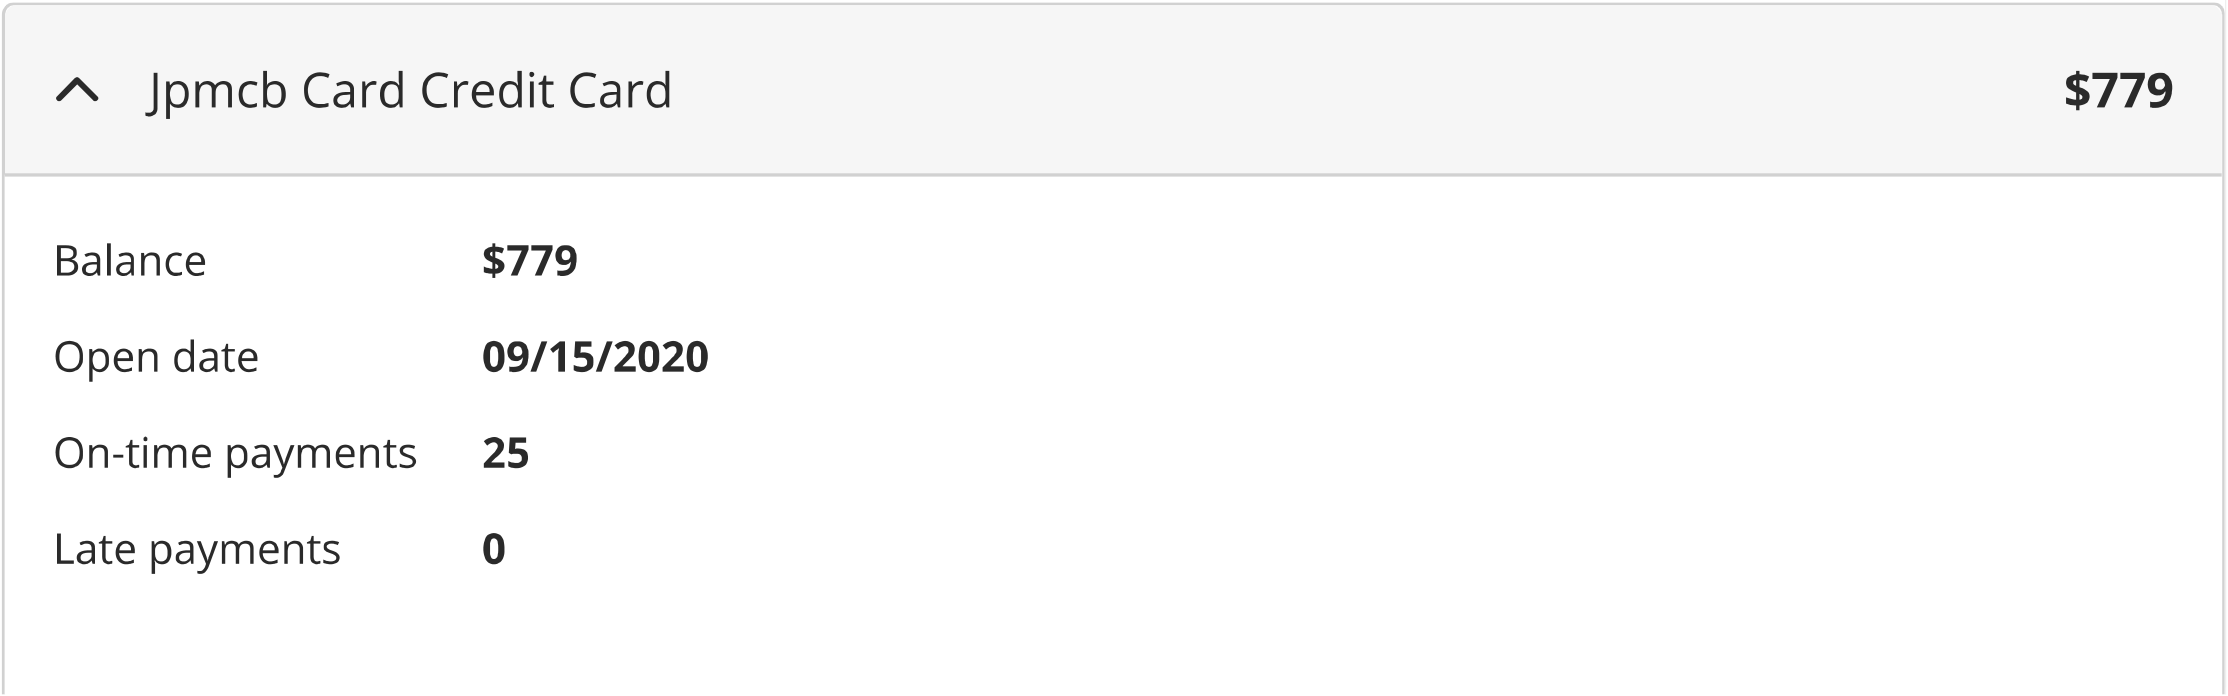 Jpmcb Card Credit Card $779
Balance $779
Open date 09/15/2020
On-time payments 25
Late payments 0